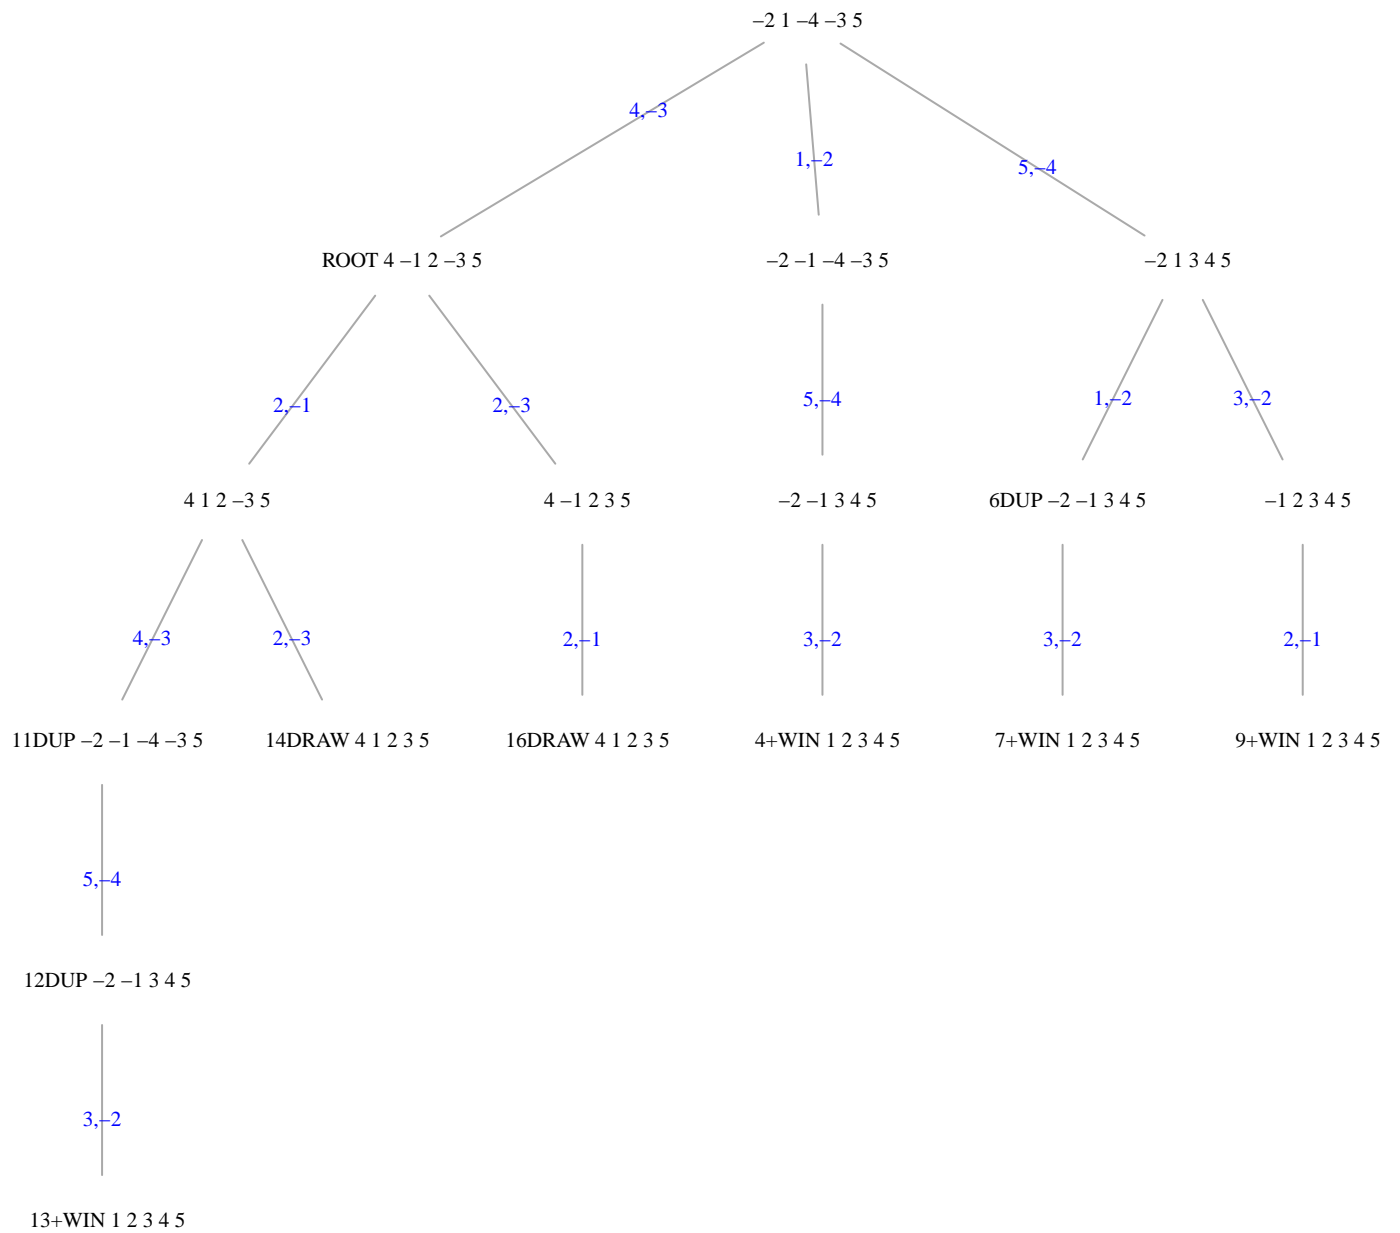 –2 1 –4 –3 5
4,–3
1,–2
5,–4
ROOT 4 –1 2 –3 5
–2 –1 –4 –3 5
–2 1 3 4 5
2,–1
2,–3
5,–4
1,–2
3,–2
4 1 2 –3 5
4 –1 2 3 5
–2 –1 3 4 5
6DUP –2 –1 3 4 5
–1 2 3 4 5
4,–3
2,–3
2,–1
3,–2
3,–2
2,–1
11DUP –2 –1 –4 –3 5
14DRAW 4 1 2 3 5
16DRAW 4 1 2 3 5
4+WIN 1 2 3 4 5
7+WIN 1 2 3 4 5
9+WIN 1 2 3 4 5
5,–4
12DUP –2 –1 3 4 5
3,–2
13+WIN 1 2 3 4 5